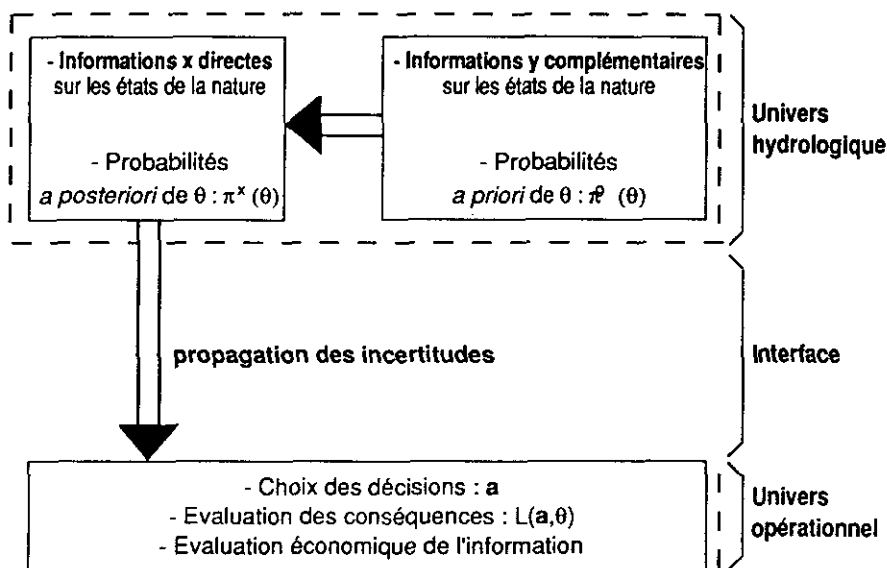 - Informations x directes
sur les états de la nature
- Probabilités
a posteriori de θ : πˣ (θ)
- Informations y complémentaires
sur les états de la nature
- Probabilités
a priori de θ : π⁰ (θ)
Univers
hydrologique
propagation des incertitudes
Interface
- Choix des décisions : a
- Evaluation des conséquences : L(a,θ)
- Evaluation économique de l'information
Univers
opérationnel